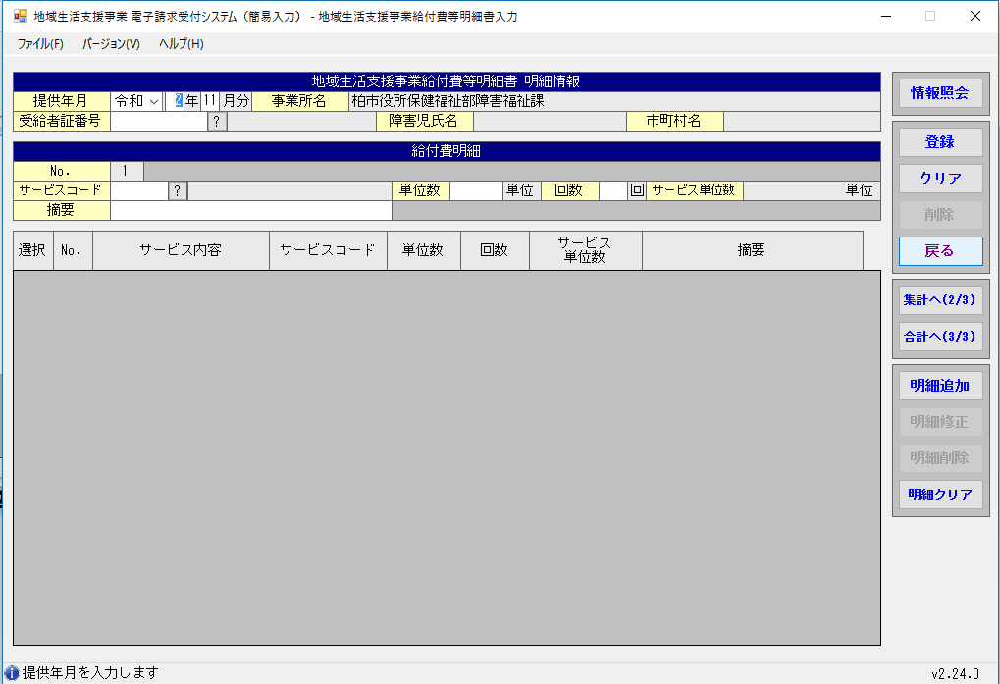 地域生活支援事業 電子請求受付システム（簡易入力） - 地域生活支援事業給付費等明細書入力
ファイル(F) バージョン(V) ヘルプ(H)
地域生活支援事業給付費等明細書 明細情報
提供年月 令和 2 年 11 月分 事業所名 柏市役所保健福祉部障害福祉課
受給者証番号 ? 障害児氏名 市町村名
給付費明細
No. 1
サービスコード ? 単位数 単位 回数 回 サービス単位数 単位
摘要
選択 No. サービス内容 サービスコード 単位数 回数 サービス
単位数 摘要
情報照会
登録
クリア
削除
戻る
集計へ(2/3)
合計へ(3/3)
明細追加
明細修正
明細削除
明細クリア
提供年月を入力します
v2.24.0